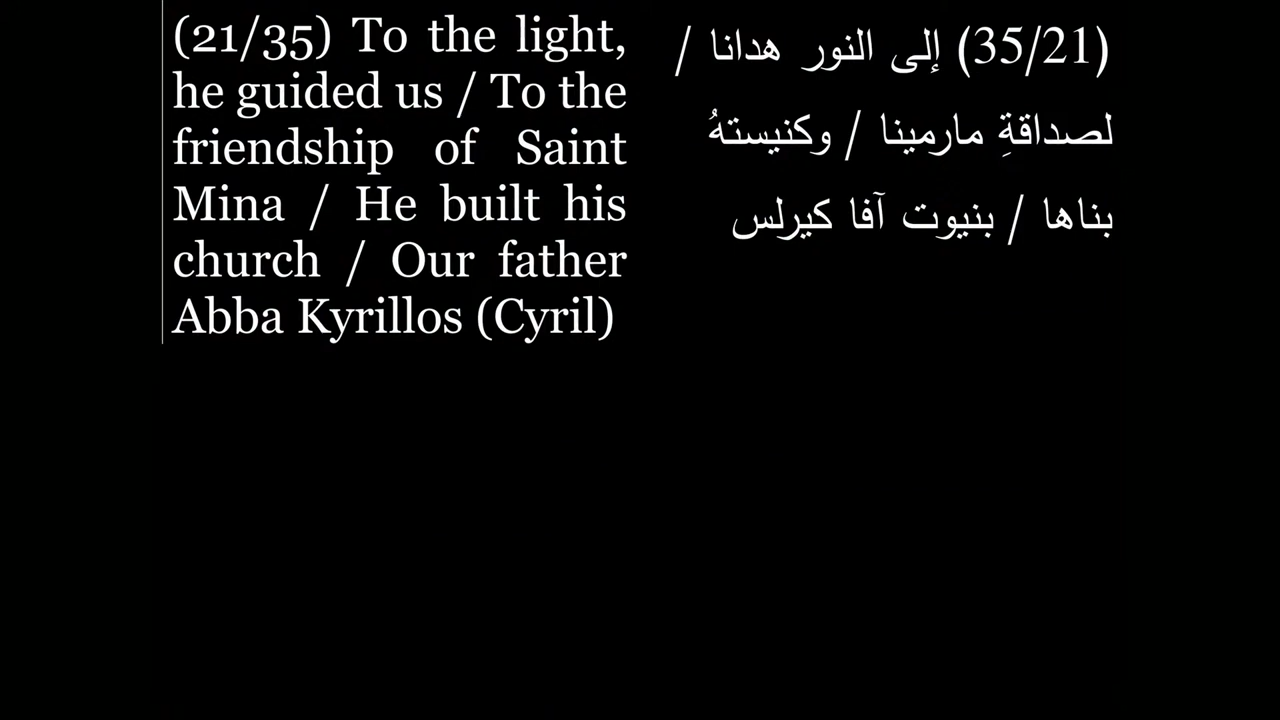 (21/35) To the light,
he guided us / To the
friendship of Saint
Mina / He built his
church / Our father
Abba Kyrillos (Cyril)
(35/21) إلى النور هدانا /
لصداقةِ مارمينا / وكنيستهُ
بناها / بنيوت آفا كيرلس